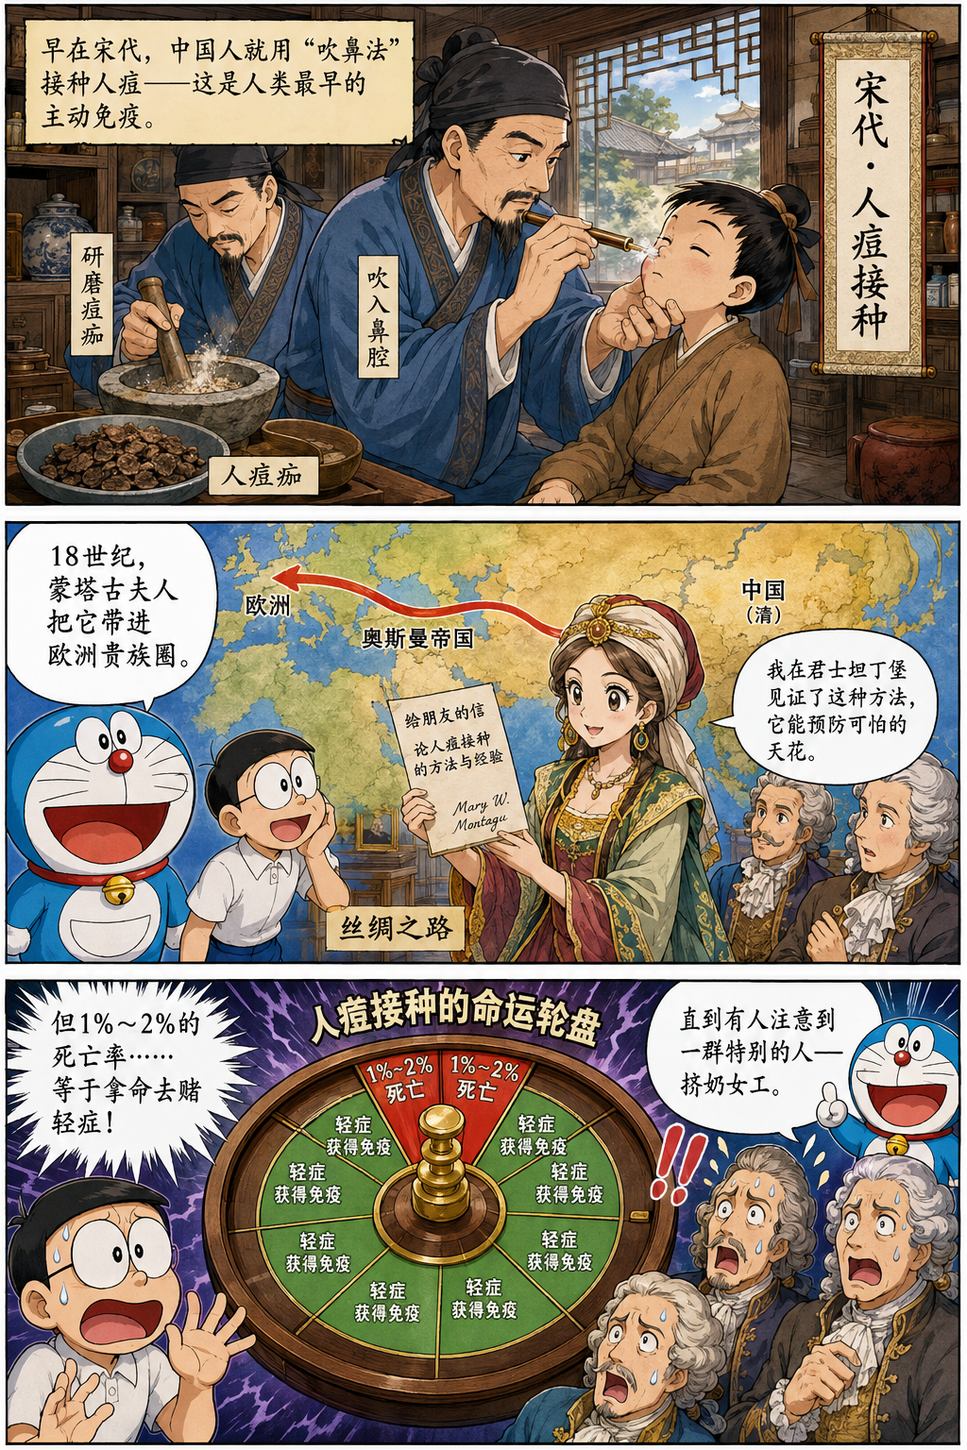 早在宋代，中国人就用“吹鼻法”
接种人痘——这是人类最早的
主动免疫。
宋代·人痘接种
研磨痘痂
吹入鼻腔
人痘痂
18世纪，
蒙塔古夫人
把它带进
欧洲贵族圈。
欧洲
奥斯曼帝国
中国
（清）
我在君士坦丁堡
见证了这种方法，
它能预防可怕的
天花。
给朋友的信
论人痘接种
的方法与经验
Mary W.
Montagu
丝绸之路
但1%～2%的
死亡率……
等于拿命去赌
轻症！
人痘接种的命运轮盘
1%~2%
死亡
1%~2%
死亡
轻症
获得免疫
轻症
获得免疫
轻症
获得免疫
轻症
获得免疫
轻症
获得免疫
轻症
获得免疫
轻症
获得免疫
轻症
获得免疫
直到有人注意到
一群特别的人—
挤奶女工。
!!